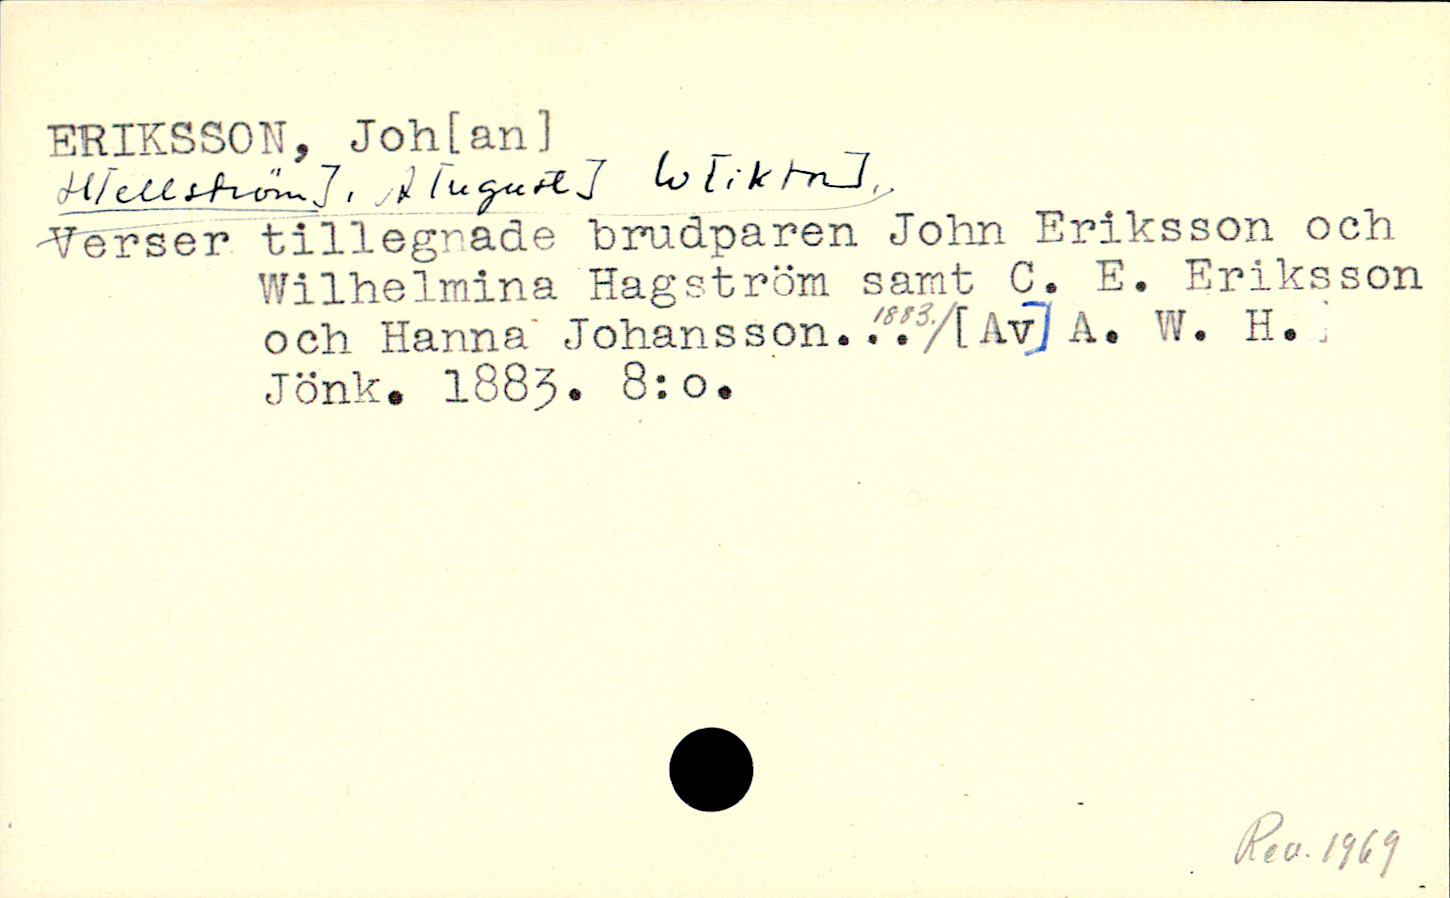 ERIKSSON, Joh[an]
H[ellström], A[ugust] W[iktor],
Verser tillegnade brudparen John Eriksson och
Wilhelmina Hagström samt C. E. Eriksson
och Hanna Johansson... 1883./[Av] A. W. H.
Jönk. 1883. 8:o.
Rev. 1969